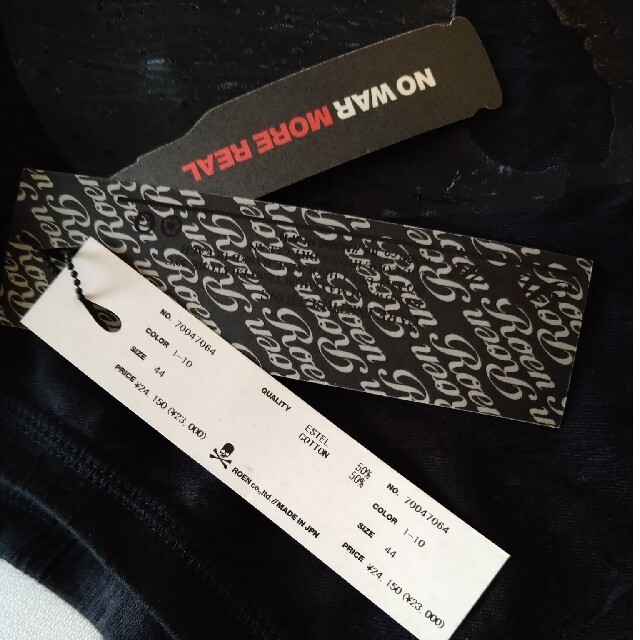 NO WAR MORE REAL
Roen
NO. 70047064
COLOR 1-10
SIZE 44
PRICE ¥24,150(¥23,000)
QUALITY
ESTEL 50%
COTTON 50%
ROEN co.,ltd.//MADE IN JPN
NO. 70047064
COLOR 1-10
SIZE 44
PRICE ¥24,150(¥23,000)